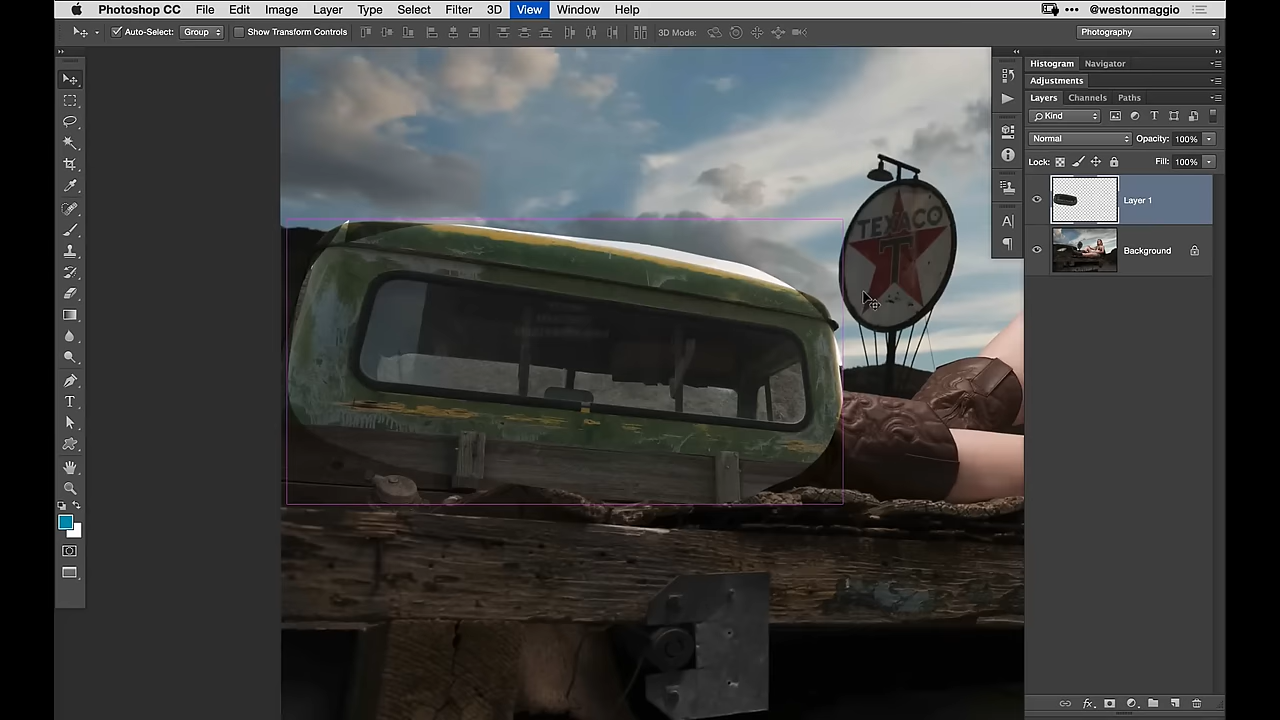 Photoshop CC File Edit Image Layer Type Select Filter 3D View Window Help @westonmaggio
Auto-Select: Group Show Transform Controls 3D Mode: Photography
Histogram Navigator
Adjustments
Layers Channels Paths
Kind
Normal Opacity: 100%
Lock: Fill: 100%
Layer 1
Background
TEXACO
T